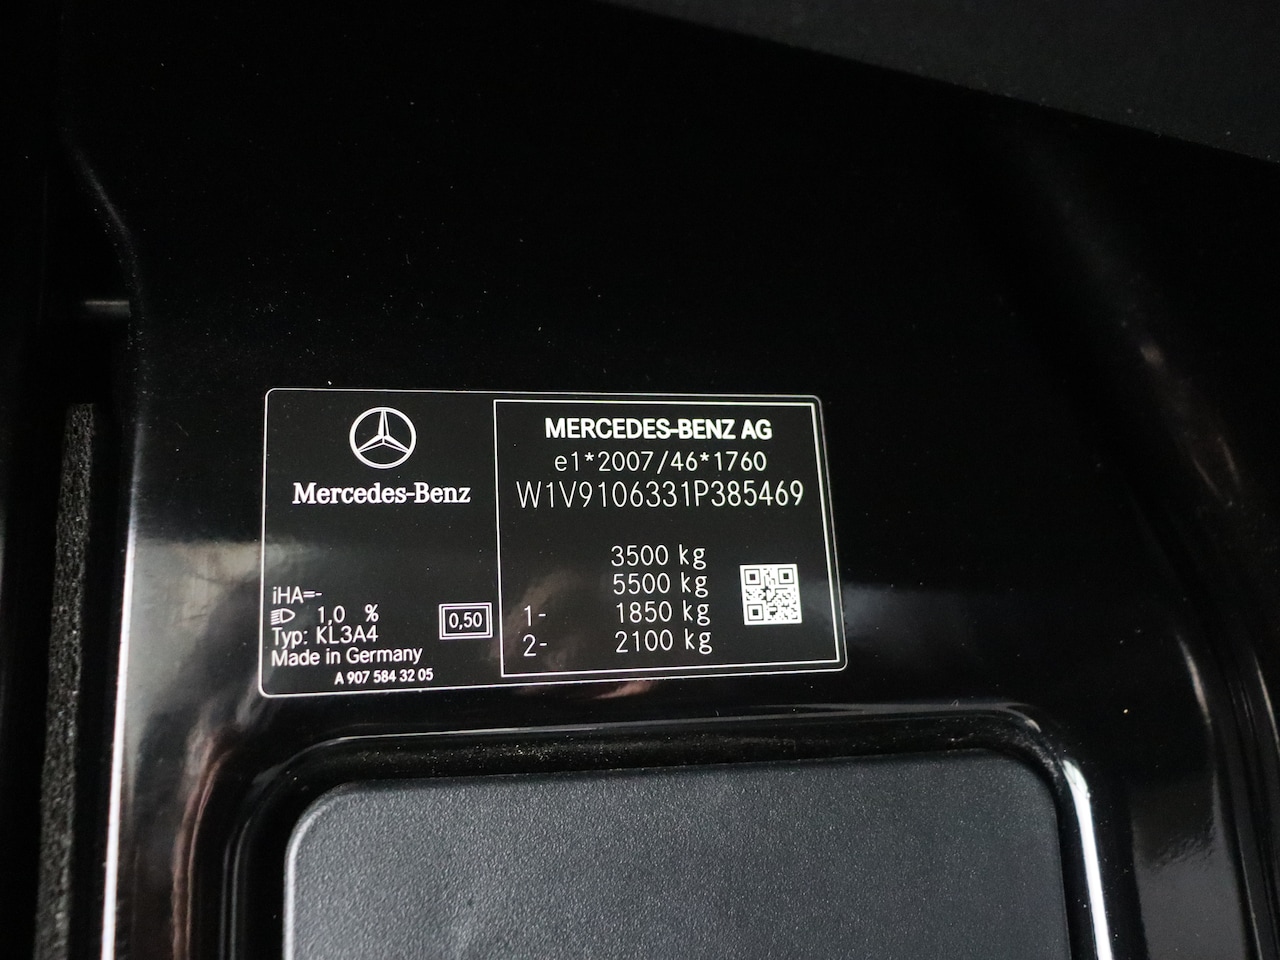 Mercedes-Benz
iHA=-
1,0 %
Typ: KL3A4
Made in Germany
A 907 584 32 05
0,50
MERCEDES-BENZ AG
e1*2007/46*1760
W1V9106331P385469
3500 kg
5500 kg
1- 1850 kg
2- 2100 kg